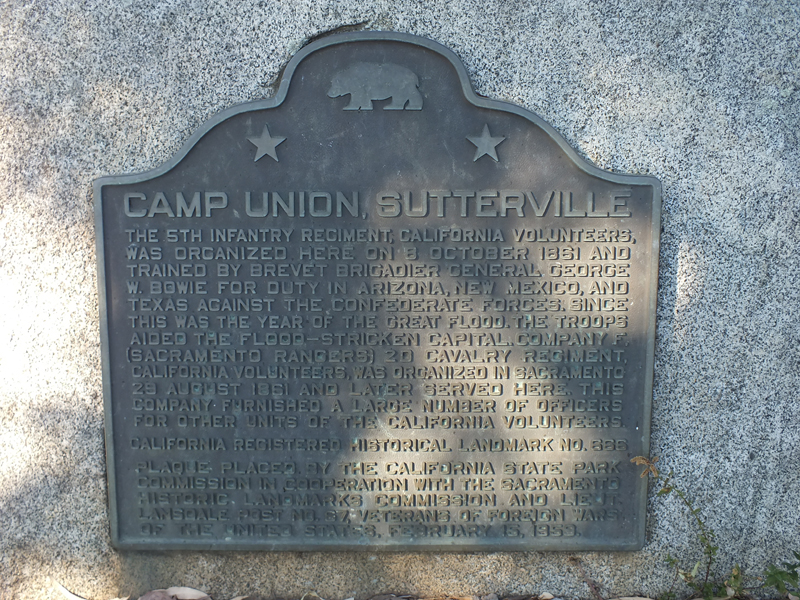 CAMP UNION, SUTTERVILLE
THE 5TH INFANTRY REGIMENT, CALIFORNIA VOLUNTEERS,
WAS ORGANIZED HERE ON 8 OCTOBER 1861 AND
TRAINED BY BREVET BRIGADIER GENERAL GEORGE
W. BOWIE FOR DUTY IN ARIZONA, NEW MEXICO, AND
TEXAS AGAINST THE CONFEDERATE FORCES. SINCE
THIS WAS THE YEAR OF THE GREAT FLOOD, THE TROOPS
AIDED THE FLOOD-STRICKEN CAPITAL. COMPANY F,
(SACRAMENTO RANGERS) 2D CAVALRY REGIMENT,
CALIFORNIA VOLUNTEERS, WAS ORGANIZED IN SACRAMENTO
29 AUGUST 1861 AND LATER SERVED HERE. THIS
COMPANY FURNISHED A LARGE NUMBER OF OFFICERS
FOR OTHER UNITS OF THE CALIFORNIA VOLUNTEERS.
CALIFORNIA REGISTERED HISTORICAL LANDMARK NO. 666
PLAQUE PLACED BY THE CALIFORNIA STATE PARK
COMMISSION IN COOPERATION WITH THE SACRAMENTO
HISTORIC LANDMARKS COMMISSION AND LIEUT.
LANSDALE POST NO. 67, VETERANS OF FOREIGN WARS,
OF THE UNITED STATES, FEBRUARY 15, 1959.